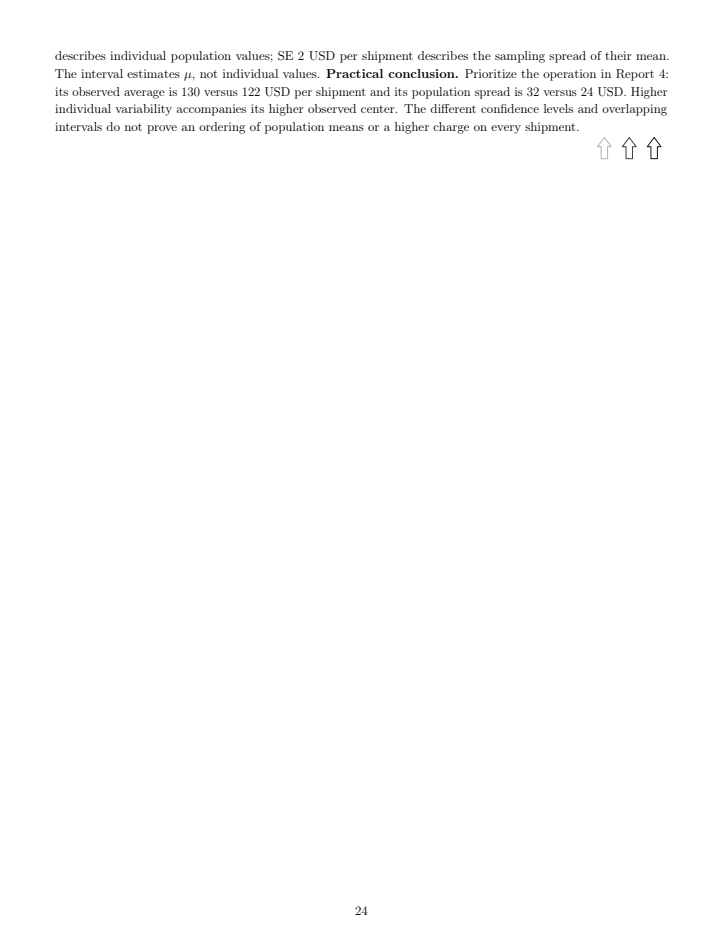 describes individual population values; SE 2 USD per shipment describes the sampling spread of their mean.
The interval estimates μ, not individual values. Practical conclusion. Prioritize the operation in Report 4:
its observed average is 130 versus 122 USD per shipment and its population spread is 32 versus 24 USD. Higher
individual variability accompanies its higher observed center. The different confidence levels and overlapping
intervals do not prove an ordering of population means or a higher charge on every shipment.
24